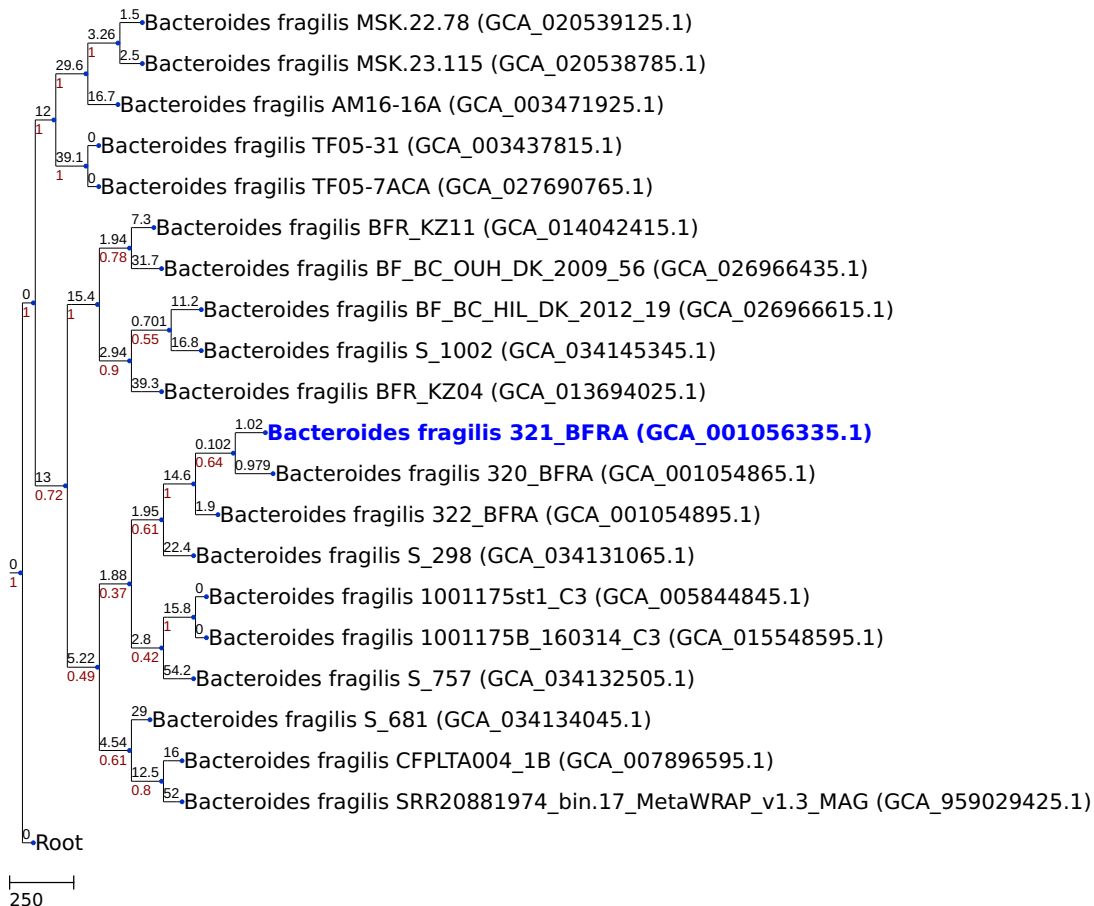 1.5
Bacteroides fragilis MSK.22.78 (GCA_020539125.1)
3.26
1
2.5
Bacteroides fragilis MSK.23.115 (GCA_020538785.1)
29.6
1
16.7
Bacteroides fragilis AM16-16A (GCA_003471925.1)
12
1
0
Bacteroides fragilis TF05-31 (GCA_003437815.1)
39.1
1
0
Bacteroides fragilis TF05-7ACA (GCA_027690765.1)
7.3
Bacteroides fragilis BFR_KZ11 (GCA_014042415.1)
1.94
0.78
31.7
Bacteroides fragilis BF_BC_OUH_DK_2009_56 (GCA_026966435.1)
0
1
15.4
1
11.2
Bacteroides fragilis BF_BC_HIL_DK_2012_19 (GCA_026966615.1)
0.701
0.55
16.8
Bacteroides fragilis S_1002 (GCA_034145345.1)
2.94
0.9
39.3
Bacteroides fragilis BFR_KZ04 (GCA_013694025.1)
1.02
Bacteroides fragilis 321_BFRA (GCA_001056335.1)
0.102
0.64
0.979
Bacteroides fragilis 320_BFRA (GCA_001054865.1)
13
0.72
14.6
1
1.9
Bacteroides fragilis 322_BFRA (GCA_001054895.1)
1.95
0.61
22.4
Bacteroides fragilis S_298 (GCA_034131065.1)
0
1
1.88
0.37
0
Bacteroides fragilis 1001175st1_C3 (GCA_005844845.1)
15.8
1
0
Bacteroides fragilis 1001175B_160314_C3 (GCA_015548595.1)
2.8
0.42
54.2
Bacteroides fragilis S_757 (GCA_034132505.1)
5.22
0.49
29
Bacteroides fragilis S_681 (GCA_034134045.1)
4.54
0.61
16
Bacteroides fragilis CFPLTA004_1B (GCA_007896595.1)
12.5
0.8
52
Bacteroides fragilis SRR20881974_bin.17_MetaWRAP_v1.3_MAG (GCA_959029425.1)
0
Root
250